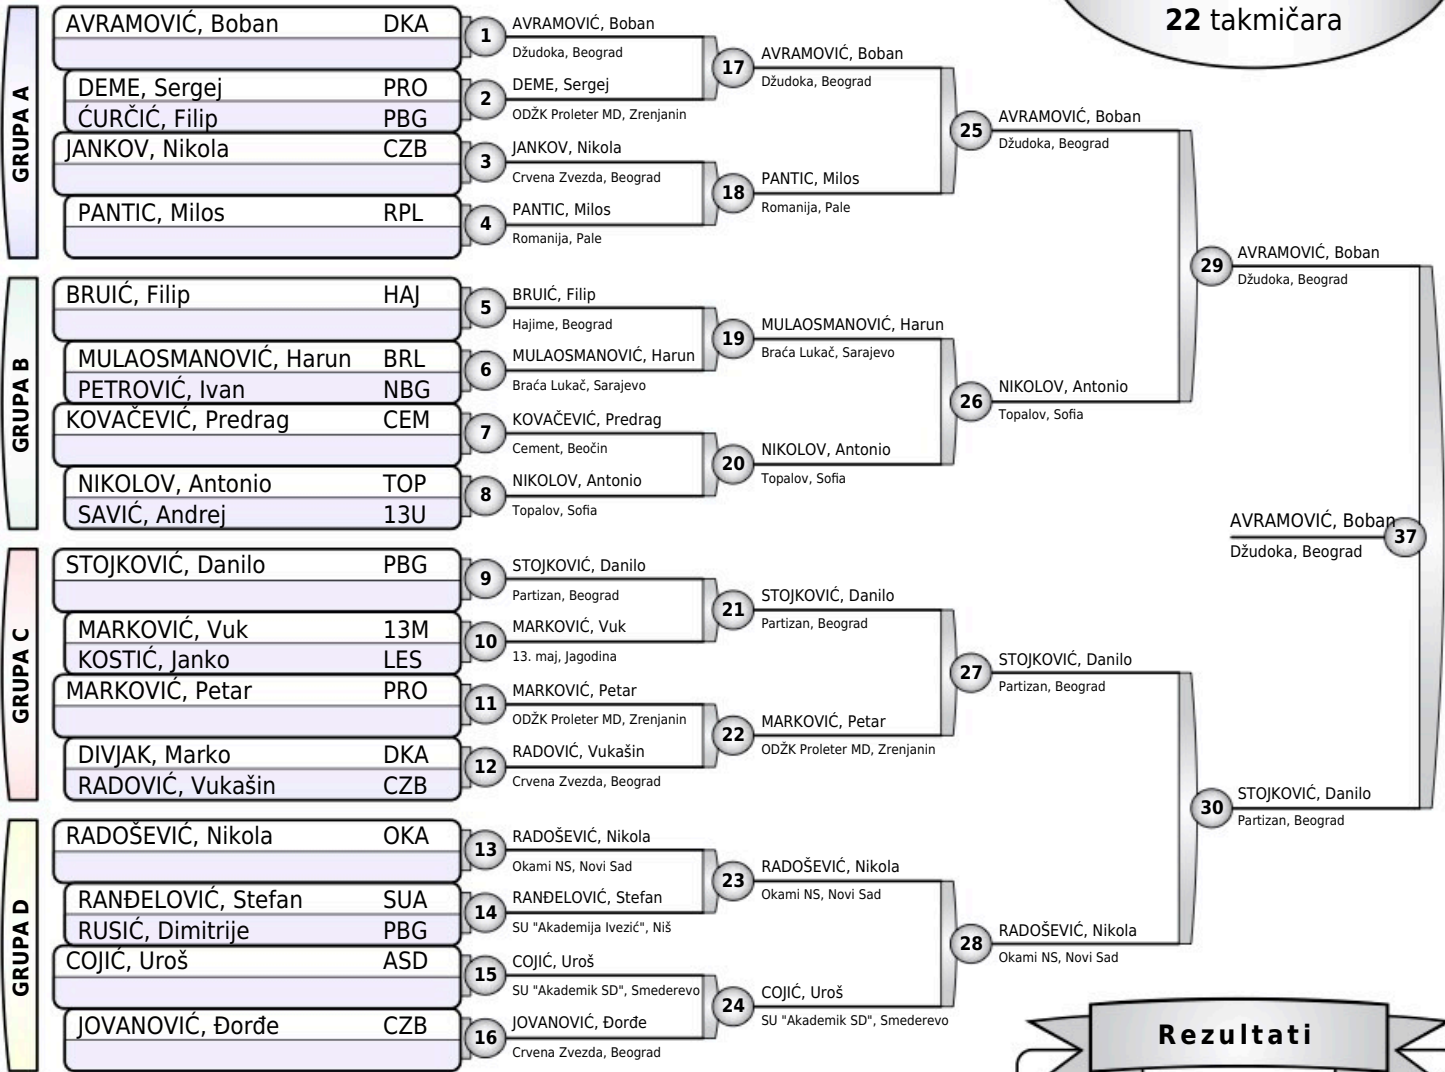 22 takmičara
GRUPA A
AVRAMOVIĆ, Boban DKA
DEME, Sergej PRO
ĆURČIĆ, Filip PBG
JANKOV, Nikola CZB
PANTIC, Milos RPL
GRUPA B
BRUIĆ, Filip HAJ
MULAOSMANOVIĆ, Harun BRL
PETROVIĆ, Ivan NBG
KOVAČEVIĆ, Predrag CEM
NIKOLOV, Antonio TOP
SAVIĆ, Andrej 13U
GRUPA C
STOJKOVIĆ, Danilo PBG
MARKOVIĆ, Vuk 13M
KOSTIĆ, Janko LES
MARKOVIĆ, Petar PRO
DIVJAK, Marko DKA
RADOVIĆ, Vukašin CZB
GRUPA D
RADOŠEVIĆ, Nikola OKA
RANĐELOVIĆ, Stefan SUA
RUSIĆ, Dimitrije PBG
COJIĆ, Uroš ASD
JOVANOVIĆ, Đorđe CZB
1 AVRAMOVIĆ, Boban
Džudoka, Beograd
2 DEME, Sergej
ODŽK Proleter MD, Zrenjanin
3 JANKOV, Nikola
Crvena Zvezda, Beograd
4 PANTIC, Milos
Romanija, Pale
5 BRUIĆ, Filip
Hajime, Beograd
6 MULAOSMANOVIĆ, Harun
Braća Lukač, Sarajevo
7 KOVAČEVIĆ, Predrag
Cement, Beočin
8 NIKOLOV, Antonio
Topalov, Sofia
9 STOJKOVIĆ, Danilo
Partizan, Beograd
10 MARKOVIĆ, Vuk
13. maj, Jagodina
11 MARKOVIĆ, Petar
ODŽK Proleter MD, Zrenjanin
12 RADOVIĆ, Vukašin
Crvena Zvezda, Beograd
13 RADOŠEVIĆ, Nikola
Okami NS, Novi Sad
14 RANĐELOVIĆ, Stefan
SU "Akademija Ivezić", Niš
15 COJIĆ, Uroš
SU "Akademik SD", Smederevo
16 JOVANOVIĆ, Đorđe
Crvena Zvezda, Beograd
17 AVRAMOVIĆ, Boban
Džudoka, Beograd
18 PANTIC, Milos
Romanija, Pale
19 MULAOSMANOVIĆ, Harun
Braća Lukač, Sarajevo
20 NIKOLOV, Antonio
Topalov, Sofia
21 STOJKOVIĆ, Danilo
Partizan, Beograd
22 MARKOVIĆ, Petar
ODŽK Proleter MD, Zrenjanin
23 RADOŠEVIĆ, Nikola
Okami NS, Novi Sad
24 COJIĆ, Uroš
SU "Akademik SD", Smederevo
25 AVRAMOVIĆ, Boban
Džudoka, Beograd
26 NIKOLOV, Antonio
Topalov, Sofia
27 STOJKOVIĆ, Danilo
Partizan, Beograd
28 RADOŠEVIĆ, Nikola
Okami NS, Novi Sad
29 AVRAMOVIĆ, Boban
Džudoka, Beograd
30 STOJKOVIĆ, Danilo
Partizan, Beograd
AVRAMOVIĆ, Boban 37
Džudoka, Beograd
Rezultati